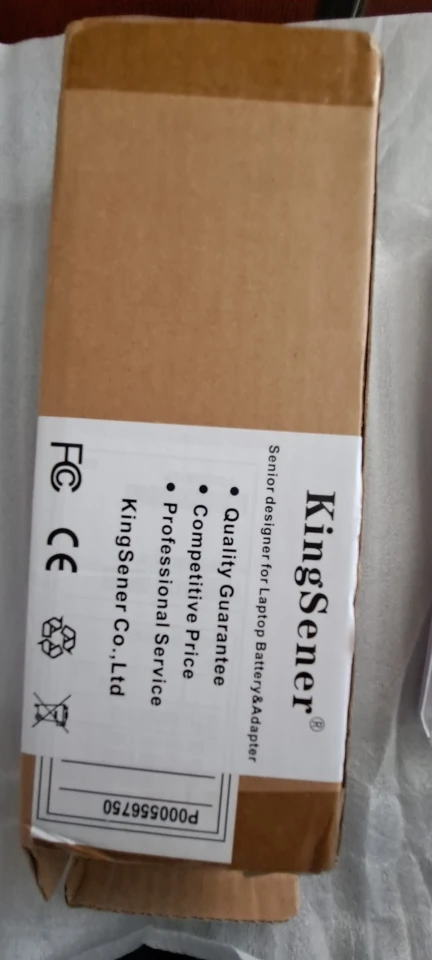 KingSener®
Senior designer for Laptop Battery&Adapter
• Quality Guarantee
• Competitive Price
• Professional Service
KingSener Co.,Ltd
FC CE
P000556750